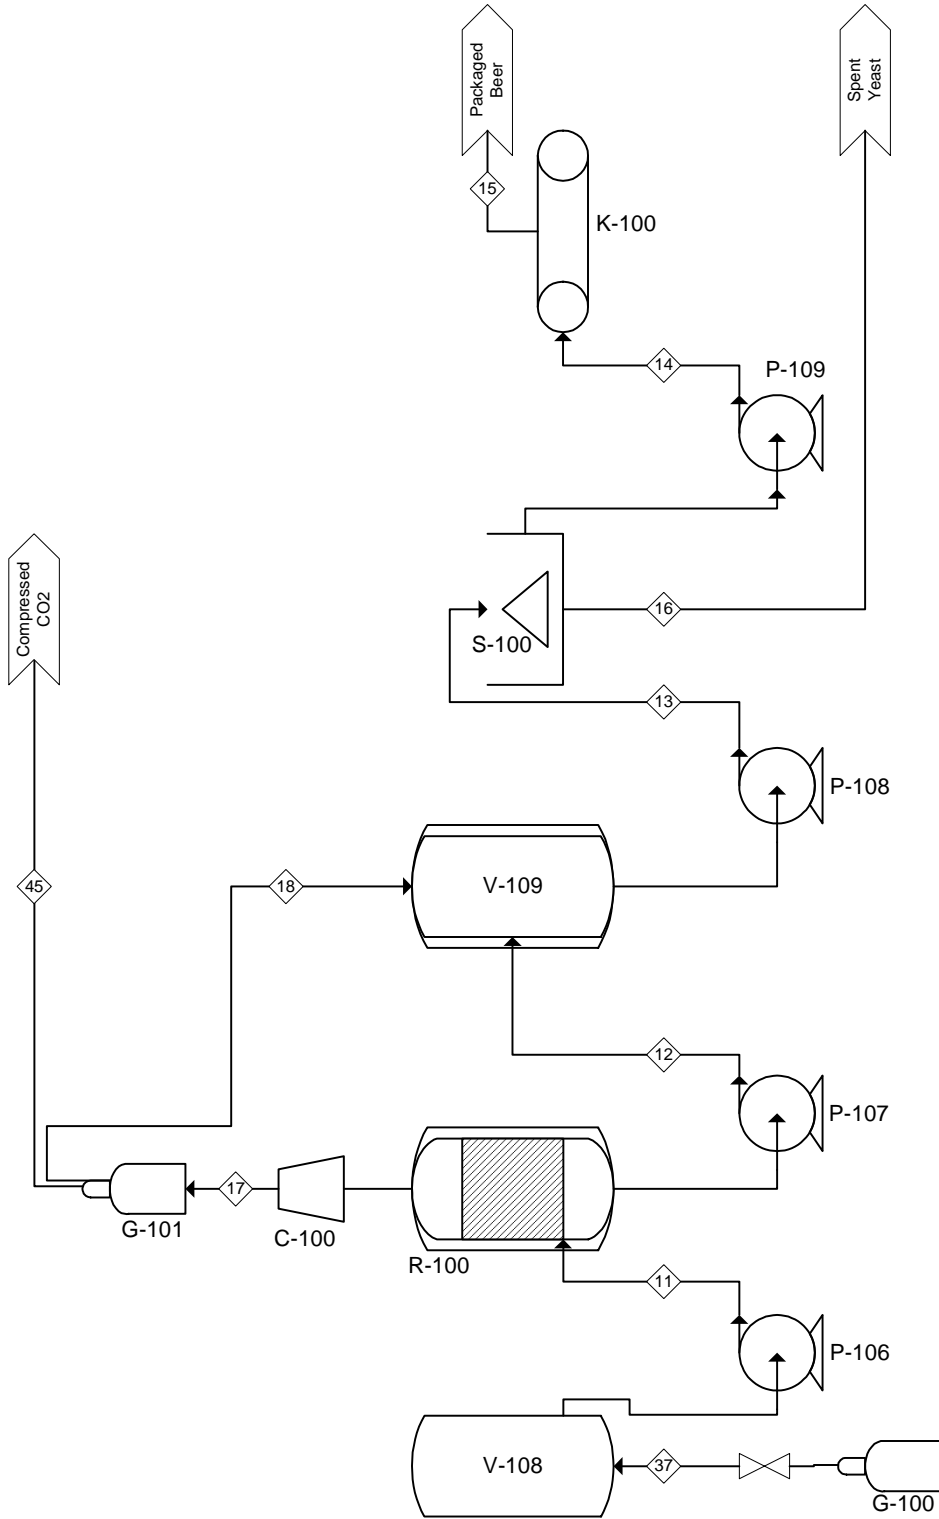 Packaged
Beer
Spent
Yeast
15
K-100
14
P-109
Compressed
CO2
16
S-100
13
P-108
45
18
V-109
12
P-107
17
G-101
C-100
R-100
11
P-106
V-108
37
G-100